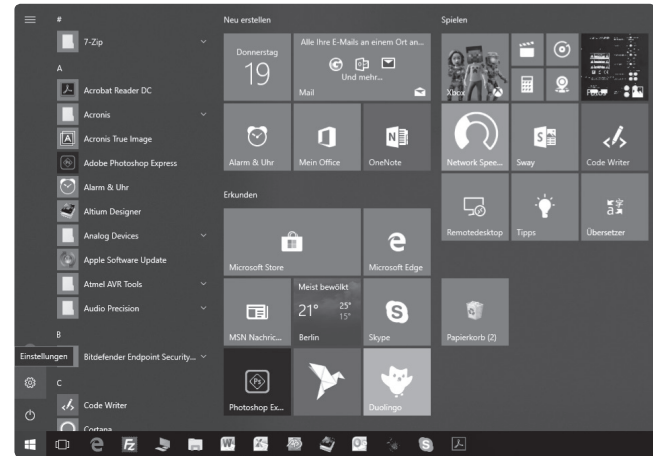 #
7-Zip
A
Acrobat Reader DC
Acronis
Acronis True Image
Adobe Photoshop Express
Alarm & Uhr
Altium Designer
Analog Devices
Apple Software Update
Atmel AVR Tools
Audio Precision
B
Einstellungen
Bitdefender Endpoint Security...
C
Code Writer
Cortana
Neu erstellen
Donnerstag
19
Alle Ihre E-Mails an einem Ort an...
Und mehr...
Mail
Alarm & Uhr
Mein Office
OneNote
Erkunden
Microsoft Store
Microsoft Edge
MSN Nachric...
Meist bewölkt
21° 25°
15°
Berlin
Skype
Photoshop Ex...
Duolingo
Spielen
Xbox
Network Spee...
Sway
Code Writer
Remotedesktop
Tipps
Übersetzer
Papierkorb (2)